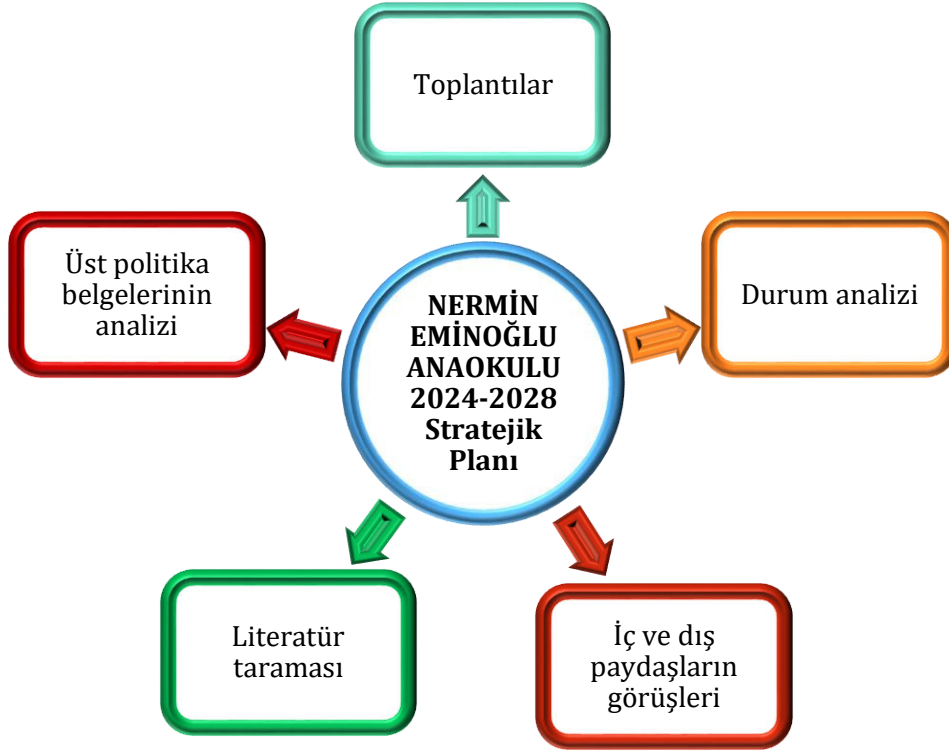 Toplantılar
Üst politika
belgelerinin
analizi
Durum analizi
NERMİN
EMİNOĞLU
ANAOKULU
2024-2028
Stratejik
Planı
Literatür
taraması
İç ve dış
paydaşların
görüşleri